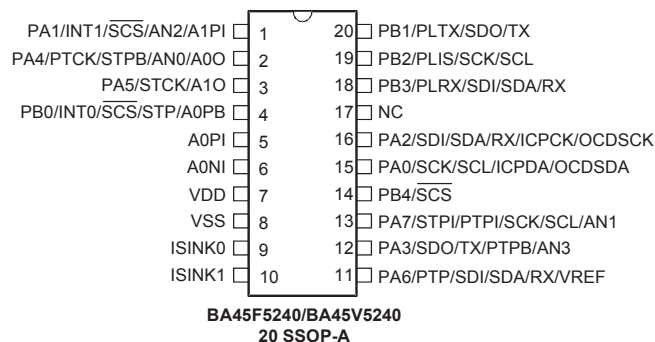 PA1/INT1/SCS/AN2/A1PI 1 20 PB1/PLTX/SDO/TX
PA4/PTCK/STPB/AN0/A0O 2 19 PB2/PLIS/SCK/SCL
PA5/STCK/A1O 3 18 PB3/PLRX/SDI/SDA/RX
PB0/INT0/SCS/STP/A0PB 4 17 NC
A0PI 5 16 PA2/SDI/SDA/RX/ICPCK/OCDSCK
A0NI 6 15 PA0/SCK/SCL/ICPDA/OCDSDA
VDD 7 14 PB4/SCS
VSS 8 13 PA7/STPI/PTPI/SCK/SCL/AN1
ISINK0 9 12 PA3/SDO/TX/PTPB/AN3
ISINK1 10 11 PA6/PTP/SDI/SDA/RX/VREF
BA45F5240/BA45V5240
20 SSOP-A